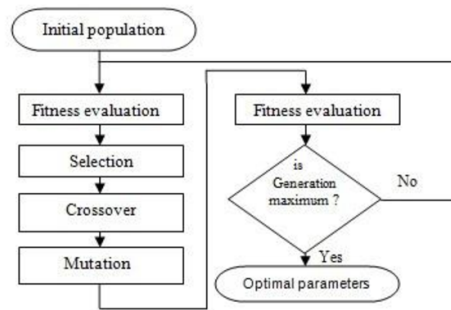 Initial population
Fitness evaluation
Selection
Crossover
Mutation
Fitness evaluation
is
Generation
maximum ?
No
Yes
Optimal parameters